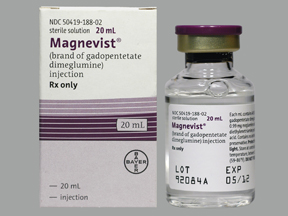 NDC 50419-188-02
sterile solution 20 mL
Magnevist®
(brand of gadopentetate
dimeglumine)
injection
Rx only
20 mL
BAYER
BAYER
20 mL
injection
NDC 50419-188-02
sterile solution 20 mL
Magnevist®
(brand of gadopentetate
dimeglumine)
injection
Rx only
LOT EXP
92084A 05/12